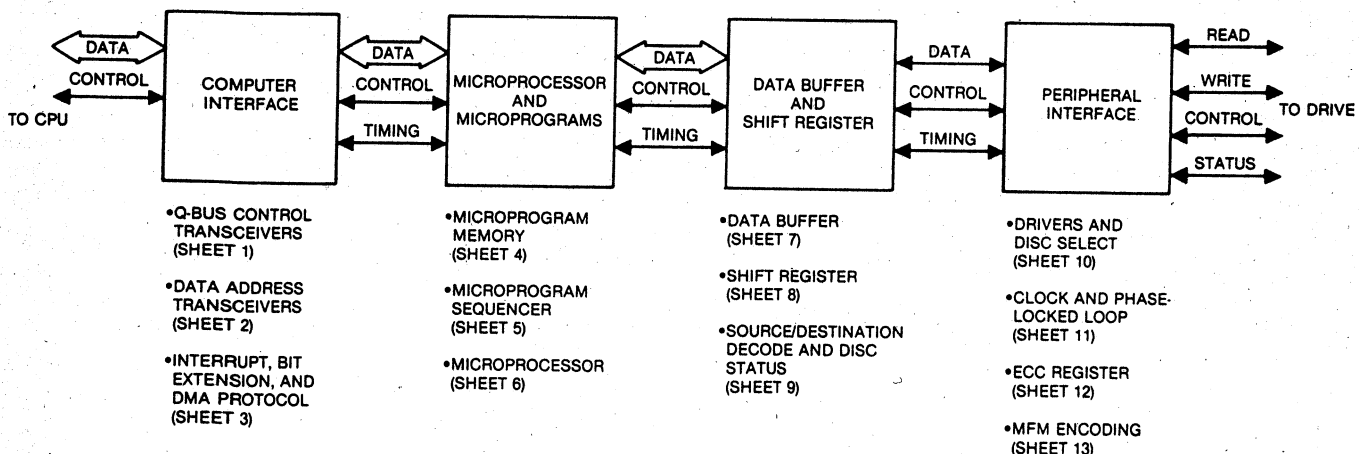 DATA
CONTROL
TO CPU
COMPUTER
INTERFACE
DATA
CONTROL
TIMING
MICROPROCESSOR
AND
MICROPROGRAMS
DATA
CONTROL
TIMING
DATA BUFFER
AND
SHIFT REGISTER
DATA
CONTROL
TIMING
PERIPHERAL
INTERFACE
READ
WRITE
CONTROL
STATUS
TO DRIVE
•Q-BUS CONTROL
TRANSCEIVERS
(SHEET 1)
•DATA ADDRESS
TRANSCEIVERS
(SHEET 2)
•INTERRUPT, BIT
EXTENSION, AND
DMA PROTOCOL
(SHEET 3)
•MICROPROGRAM
MEMORY
(SHEET 4)
•MICROPROGRAM
SEQUENCER
(SHEET 5)
•MICROPROCESSOR
(SHEET 6)
•DATA BUFFER
(SHEET 7)
•SHIFT REGISTER
(SHEET 8)
•SOURCE/DESTINATION
DECODE AND DISC
STATUS
(SHEET 9)
•DRIVERS AND
DISC SELECT
(SHEET 10)
•CLOCK AND PHASE-
LOCKED LOOP
(SHEET 11)
•ECC REGISTER
(SHEET 12)
•MFM ENCODING
(SHEET 13)